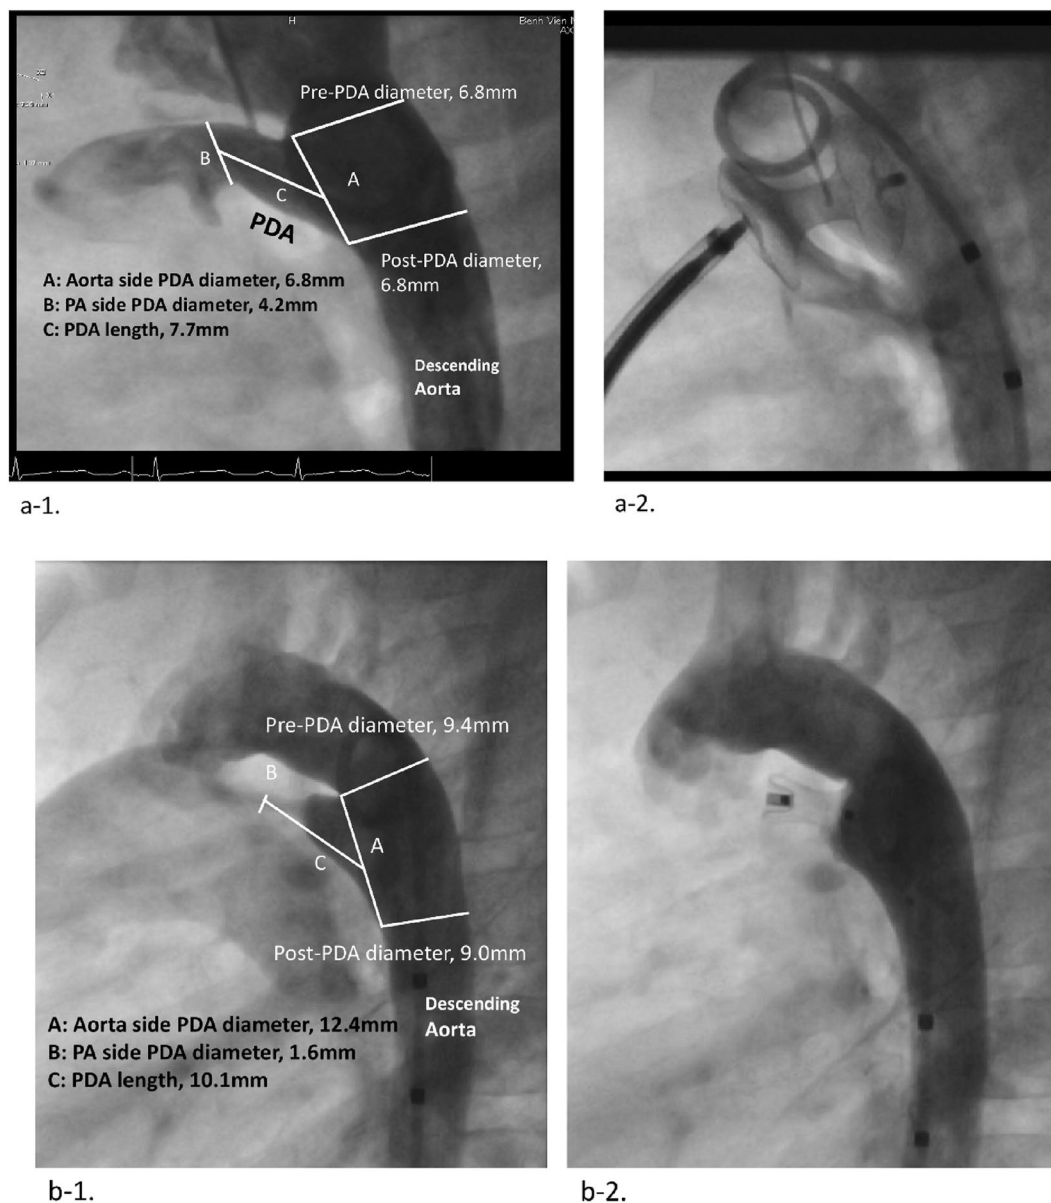 H
Benh Vien
Pre-PDA diameter, 6.8mm
B
A
C
PDA
Post-PDA diameter,
6.8mm
A: Aorta side PDA diameter, 6.8mm
B: PA side PDA diameter, 4.2mm
C: PDA length, 7.7mm
Descending
Aorta
a-1.
a-2.
Pre-PDA diameter, 9.4mm
B
A
C
Post-PDA diameter, 9.0mm
Descending
Aorta
A: Aorta side PDA diameter, 12.4mm
B: PA side PDA diameter, 1.6mm
C: PDA length, 10.1mm
b-1.
b-2.